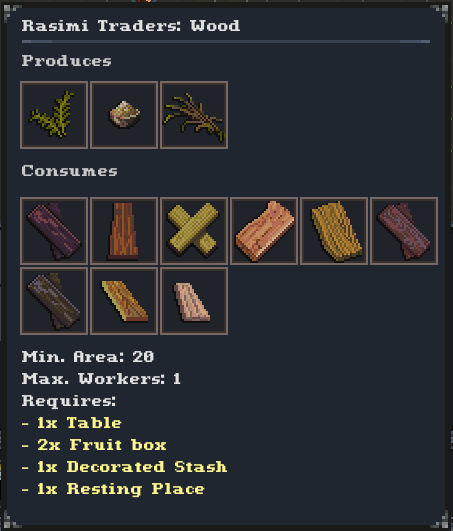 Rasimi Traders: Wood
Produces
Consumes
Min. Area: 20
Max. Workers: 1
Requires:
- 1x Table
- 2x Fruit box
- 1x Decorated Stash
- 1x Resting Place